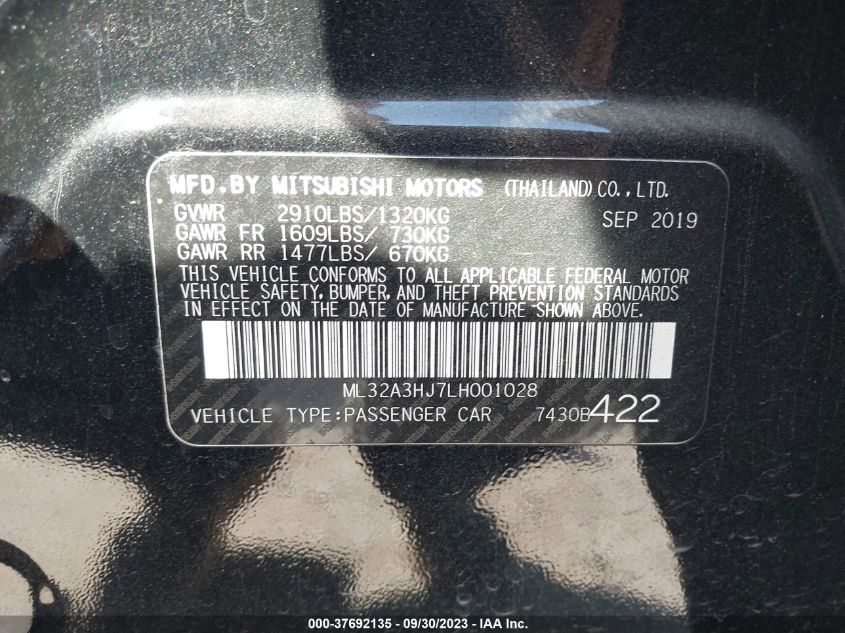 MFD.BY MITSUBISHI MOTORS (THAILAND) CO.,LTD.
GVWR 2910LBS/1320KG SEP 2019
GAWR FR 1609LBS/ 730KG
GAWR RR 1477LBS/ 670KG
THIS VEHICLE CONFORMS TO ALL APPLICABLE FEDERAL MOTOR
VEHICLE SAFETY, BUMPER, AND THEFT PREVENTION STANDARDS
IN EFFECT ON THE DATE OF MANUFACTURE SHOWN ABOVE.
ML32A3HJ7LH001028
VEHICLE TYPE:PASSENGER CAR 7430B422
000-37692135 - 09/30/2023 - IAA Inc.